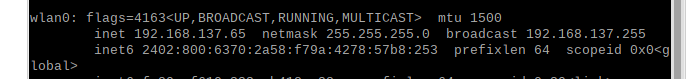 wlan0: flags=4163<UP,BROADCAST,RUNNING,MULTICAST>  mtu 1500
        inet 192.168.137.65  netmask 255.255.255.0  broadcast 192.168.137.255
        inet6 2402:800:6370:2a58:f79a:4278:57b8:253  prefixlen 64  scopeid 0x0<g
lobal>